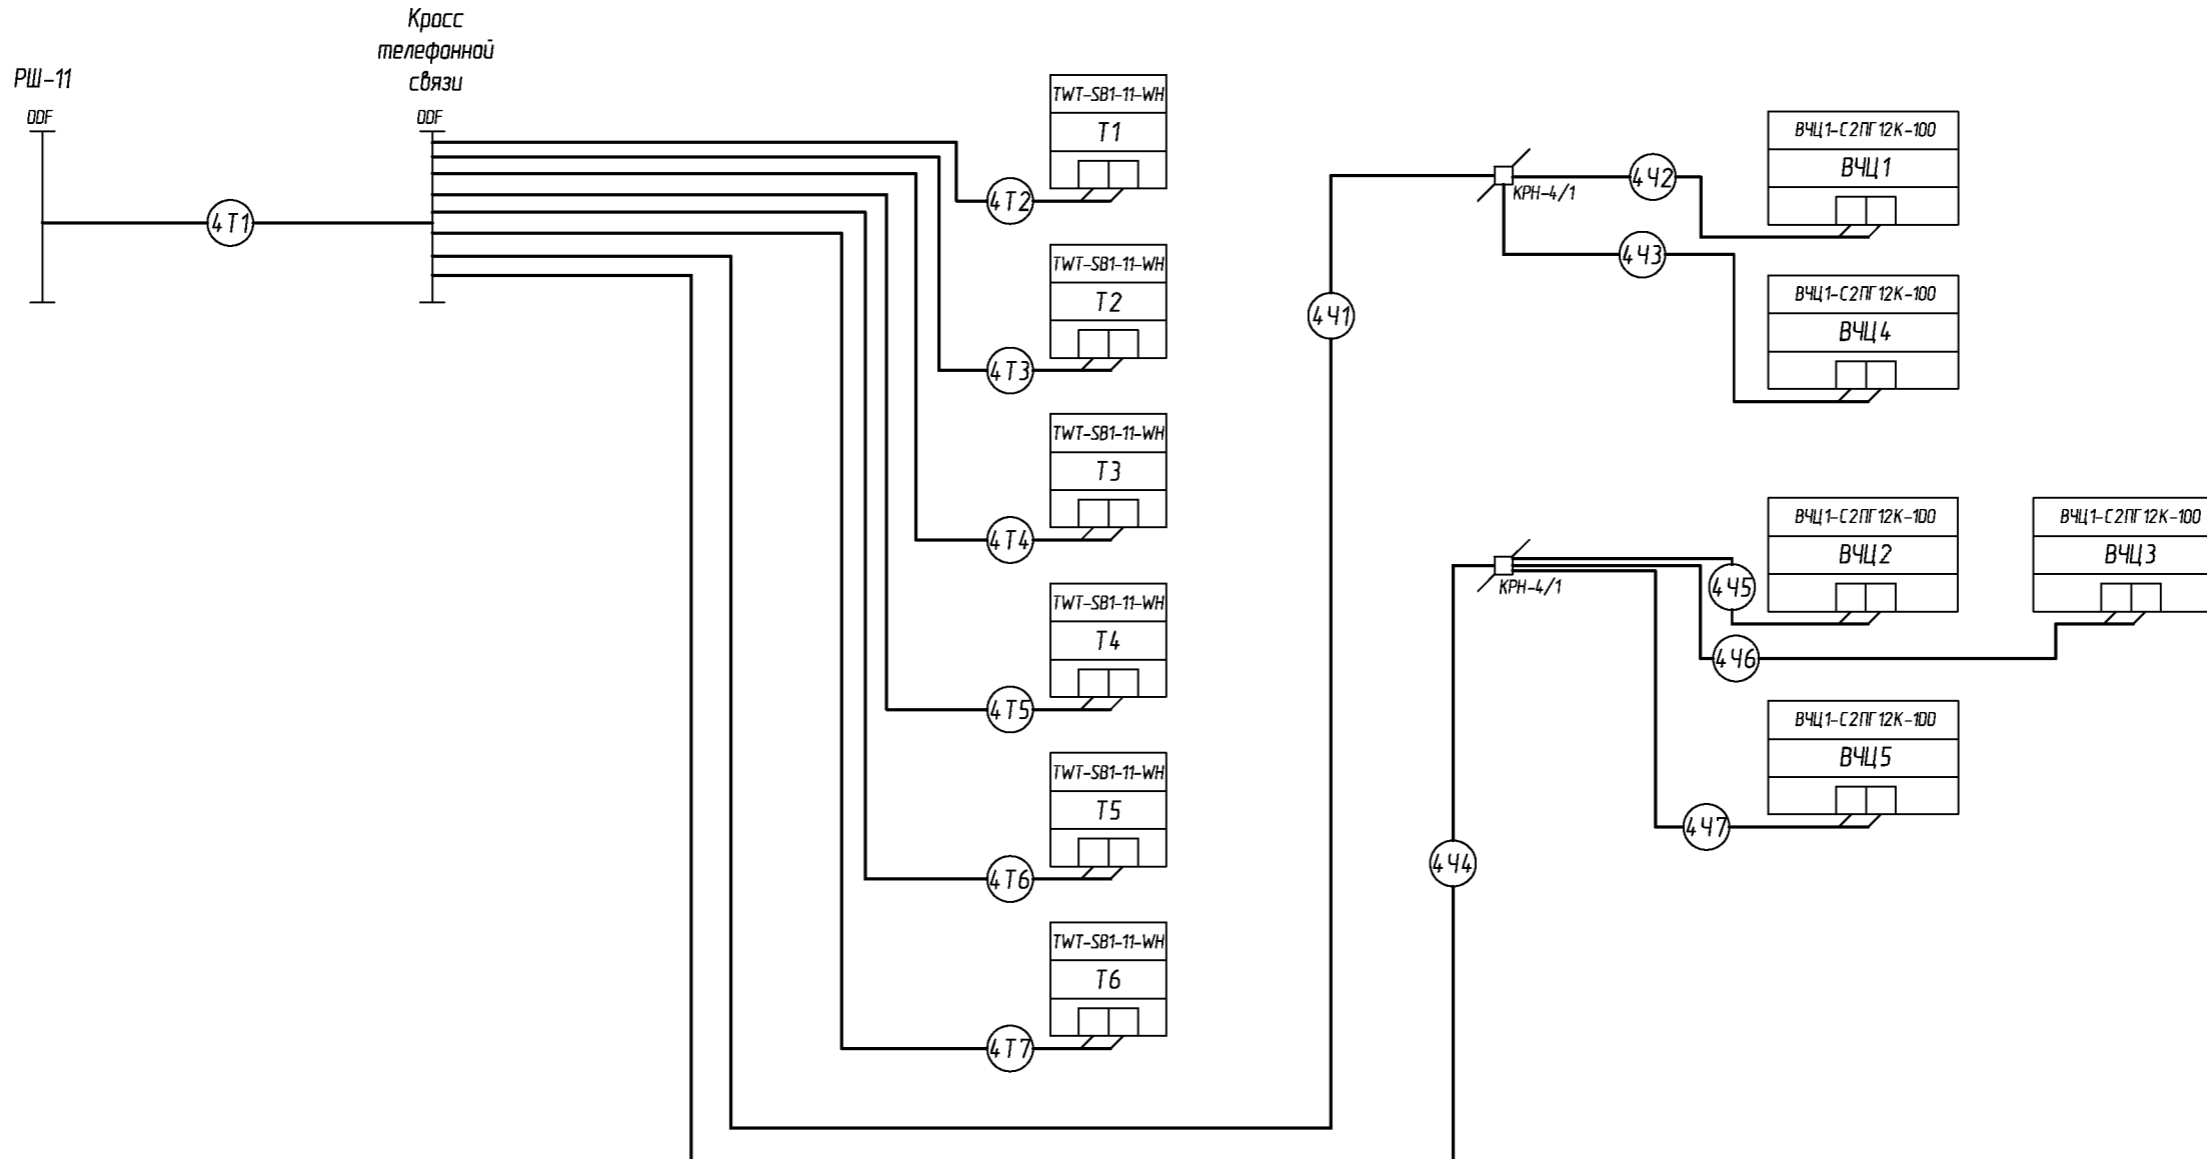 Кросс
телефонной
связи
РШ-11
DDF
DDF
4Т1
TWT-SB1-11-WH
Т1
4Т2
TWT-SB1-11-WH
Т2
4Т3
TWT-SB1-11-WH
Т3
4Т4
TWT-SB1-11-WH
Т4
4Т5
TWT-SB1-11-WH
Т5
4Т6
TWT-SB1-11-WH
Т6
4Т7
4Ч1
КРН-4/1
4Ч2
ВЧЦ1-С2ПГ12К-100
ВЧЦ1
4Ч3
ВЧЦ1-С2ПГ12К-100
ВЧЦ4
КРН-4/1
4Ч5
ВЧЦ1-С2ПГ12К-100
ВЧЦ2
ВЧЦ1-С2ПГ12К-100
ВЧЦ3
4Ч6
ВЧЦ1-С2ПГ12К-100
ВЧЦ5
4Ч7
4Ч4